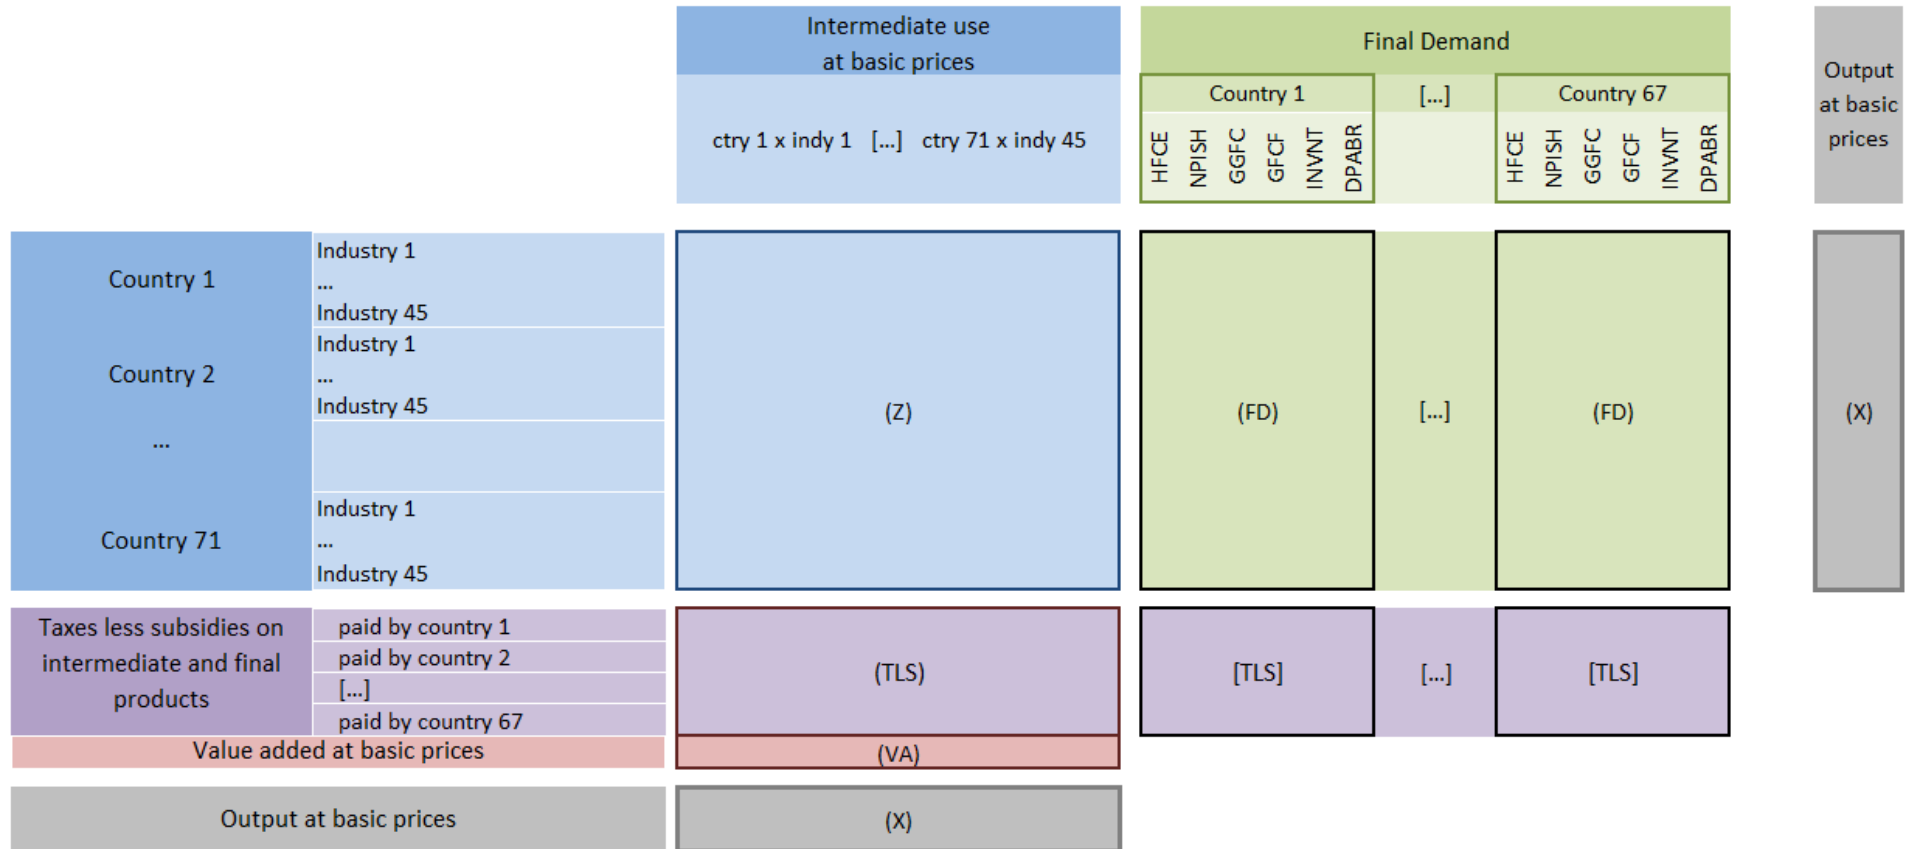 Intermediate use
at basic prices
Final Demand
Output
at basic
prices
Country 1
[...]
Country 67
ctry 1 x indy 1 [...] ctry 71 x indy 45
HFCE
NPISH
GGFC
GFCF
INVNT
DPABR
HFCE
NPISH
GGFC
GFCF
INVNT
DPABR
Country 1
Industry 1
...
Industry 45
Country 2
Industry 1
...
Industry 45
...
Country 71
Industry 1
...
Industry 45
(Z)
(FD)
[...]
(FD)
(X)
Taxes less subsidies on
intermediate and final
products
paid by country 1
paid by country 2
[...]
paid by country 67
(TLS)
[TLS]
[...]
[TLS]
Value added at basic prices
(VA)
Output at basic prices
(X)